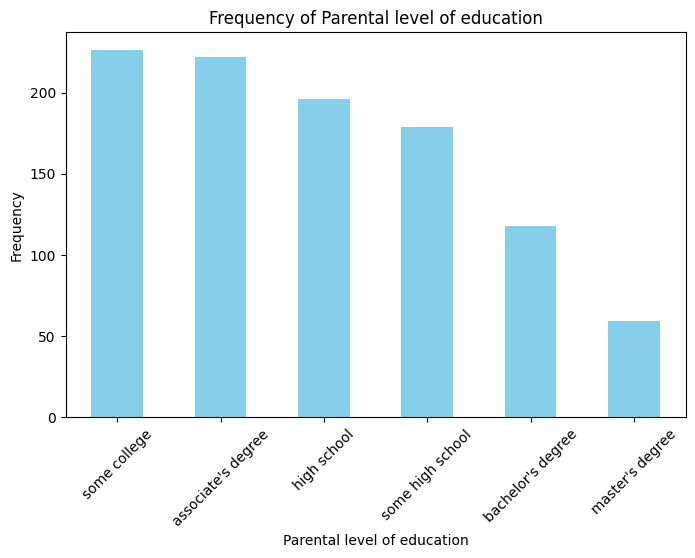 Frequency of Parental level of education
Frequency
200
150
100
50
0
some college
associate's degree
high school
some high school
bachelor's degree
master's degree
Parental level of education